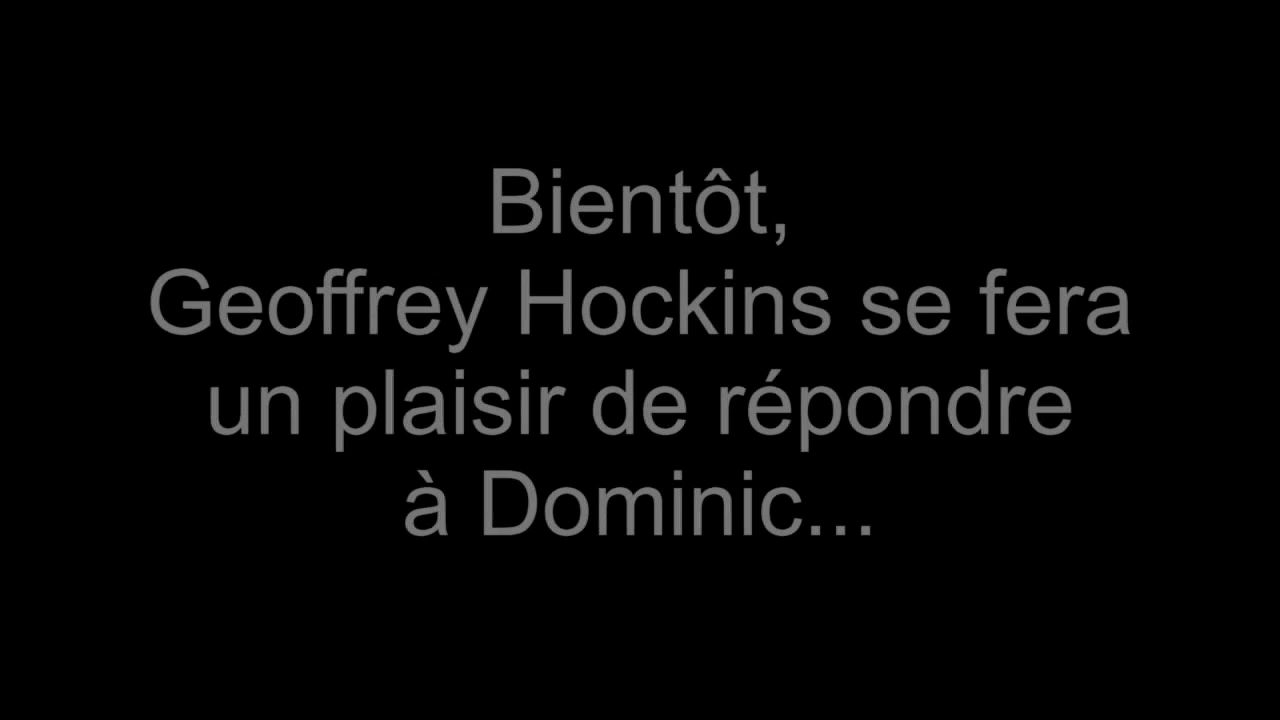 Bientôt,
Geoffrey Hockins se fera
un plaisir de répondre
à Dominic...